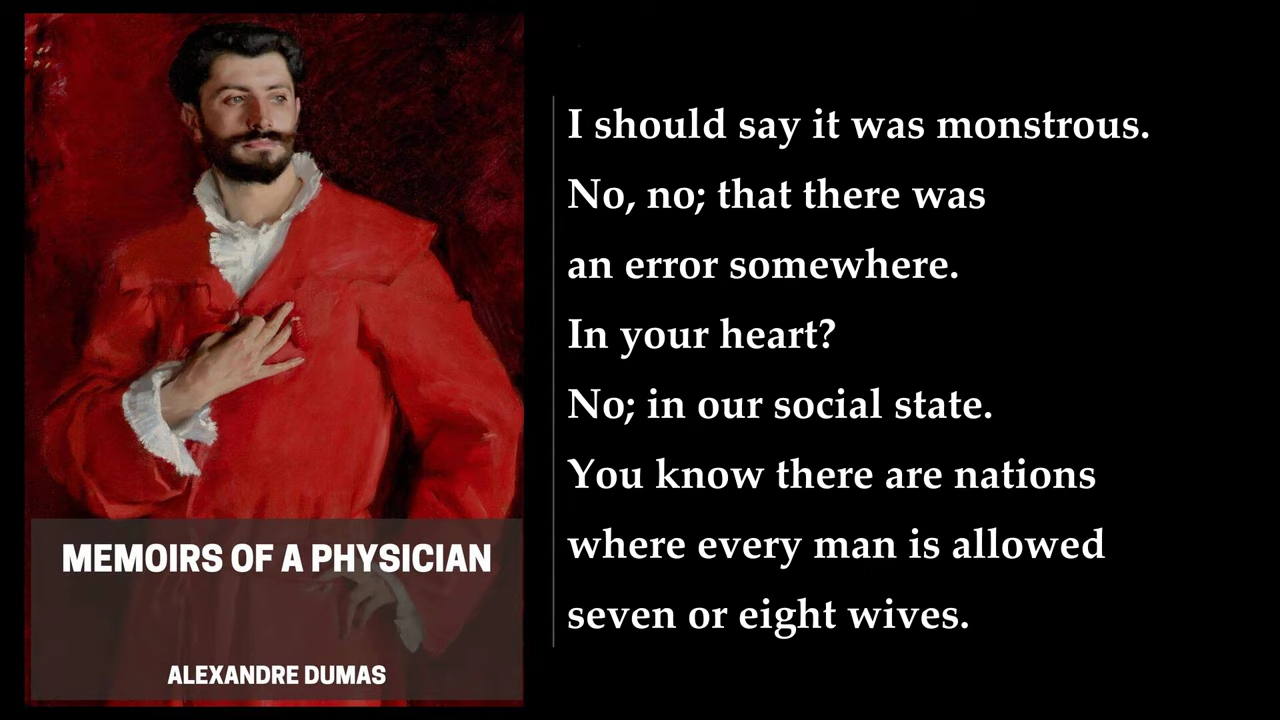 MEMOIRS OF A PHYSICIAN
ALEXANDRE DUMAS
I should say it was monstrous.
No, no; that there was
an error somewhere.
In your heart?
No; in our social state.
You know there are nations
where every man is allowed
seven or eight wives.